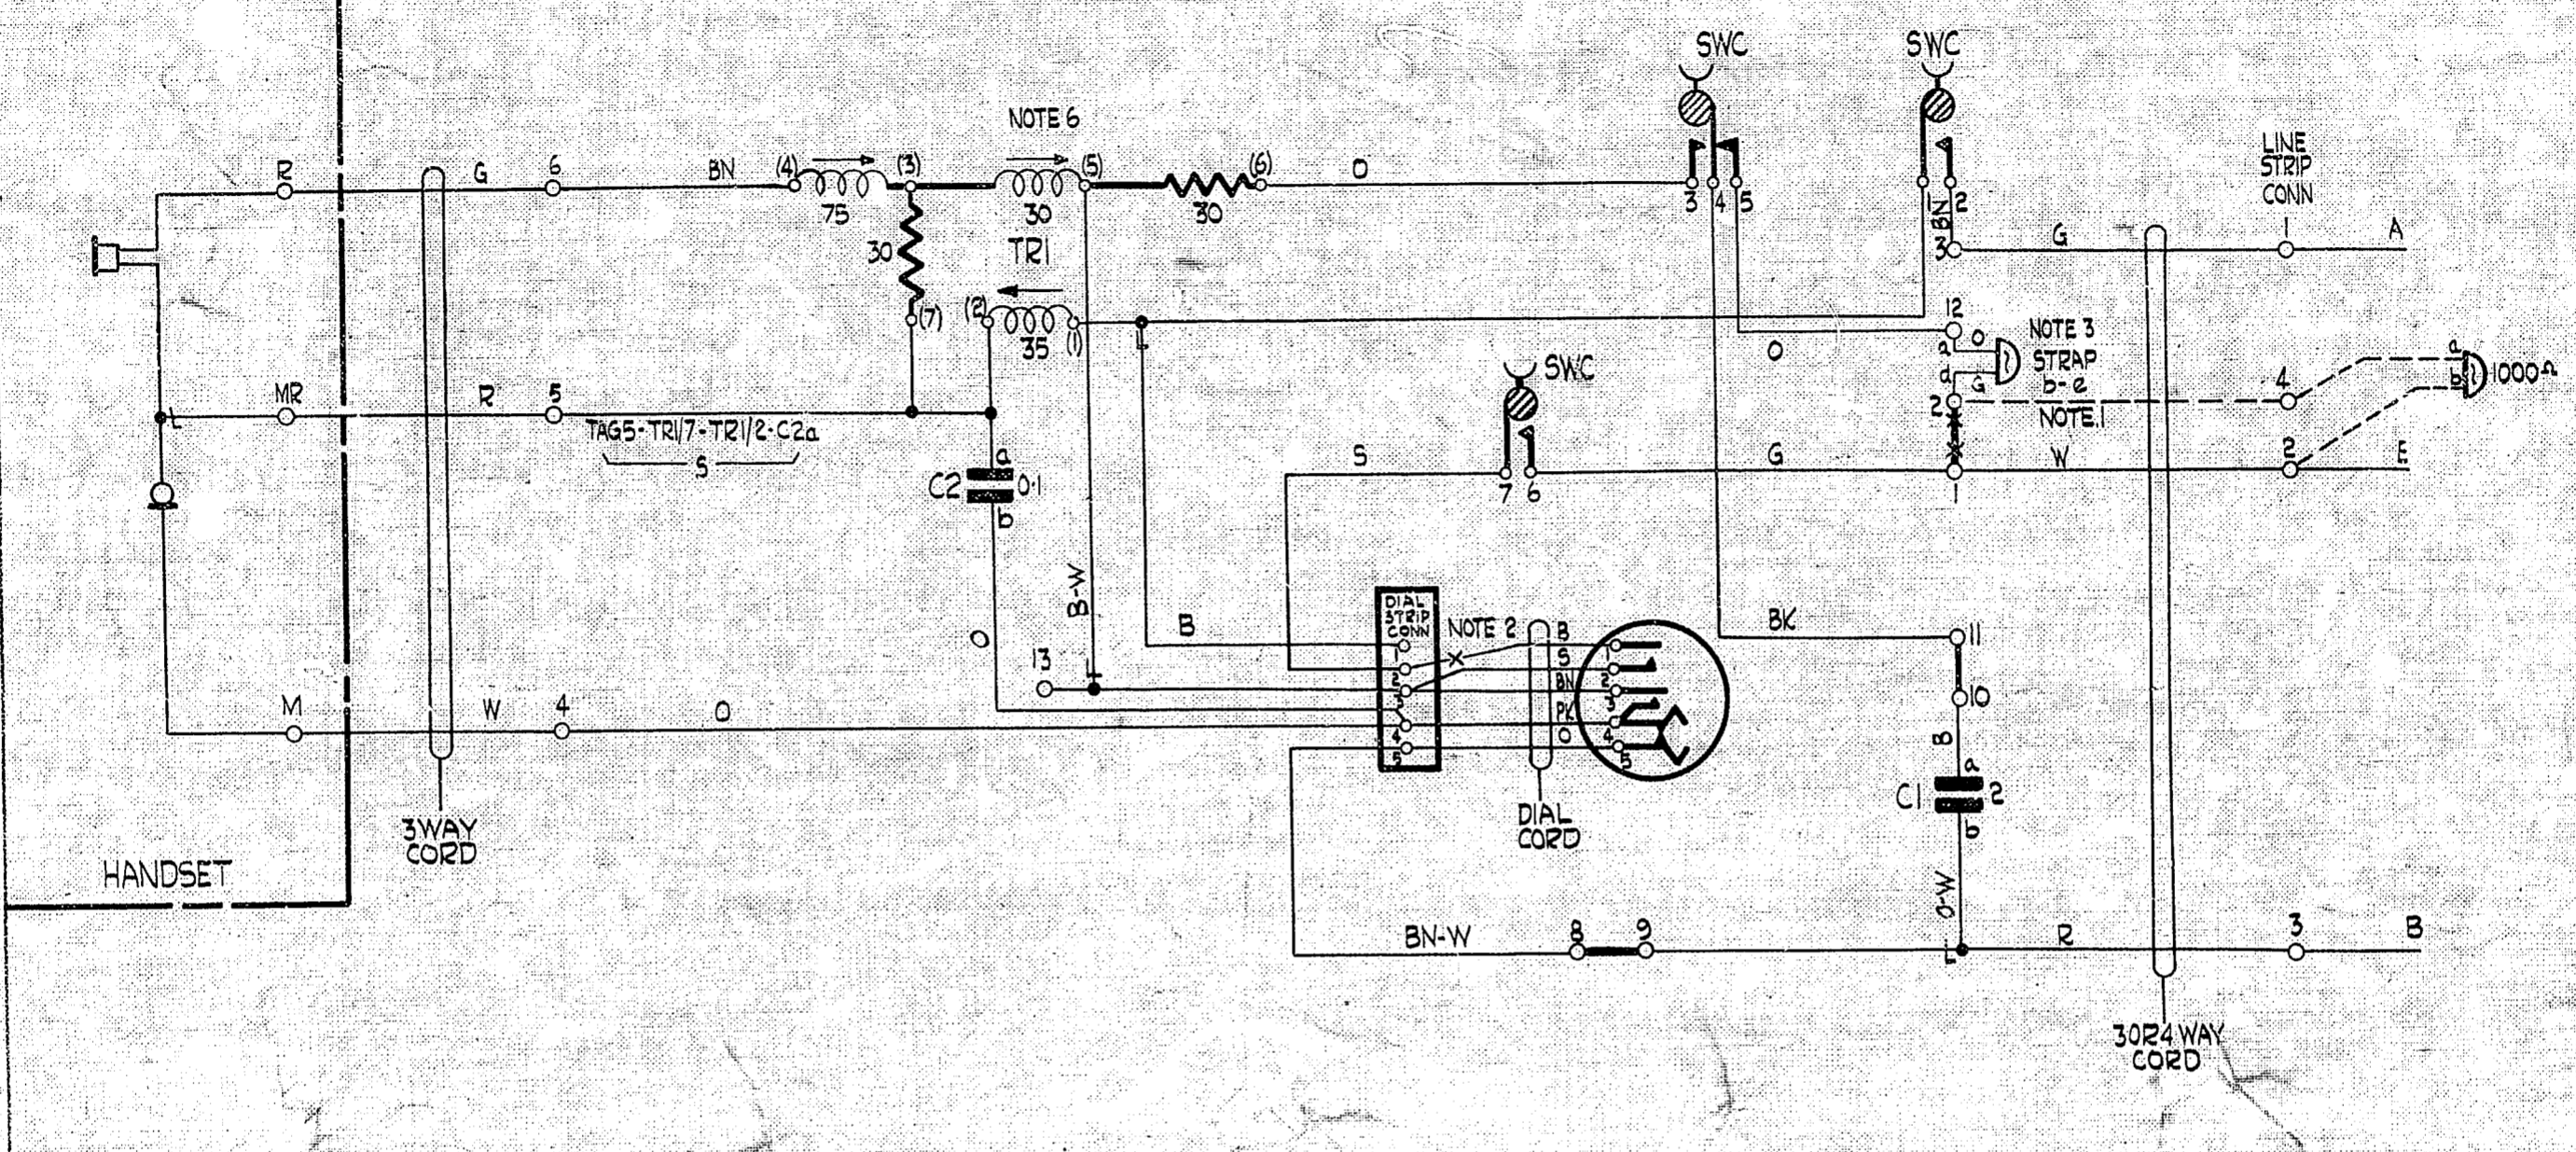 SWC
SWC
NOTE 6
LINE
STRIP
CONN
R
G
6
BN
(4)
(3)
(5)
(6)
O
75
30
30
3
4
5
1
2
BN
3
G
1
A
30
TR1
(7)
(2)
35
(1)
12
O
a
d
G
2
NOTE 3
STRAP
b-e
NOTE.1
O
4
a
b
1000Ω
MR
R
5
TAG5-TR1/7-TR1/2-C2a
S
SWC
S
7
6
G
1
W
2
E
a
C2
0.1
b
B-W
O
B
13
DIAL
STRIP
CONN
1
2
3
4
5
NOTE 2
B
S
BN
PK
O
1
2
3
4
5
BK
11
10
M
W
4
O
B
a
C1
2
b
O-W
DIAL
CORD
3WAY
CORD
HANDSET
BN-W
8
9
R
3
B
3OR4 WAY
CORD